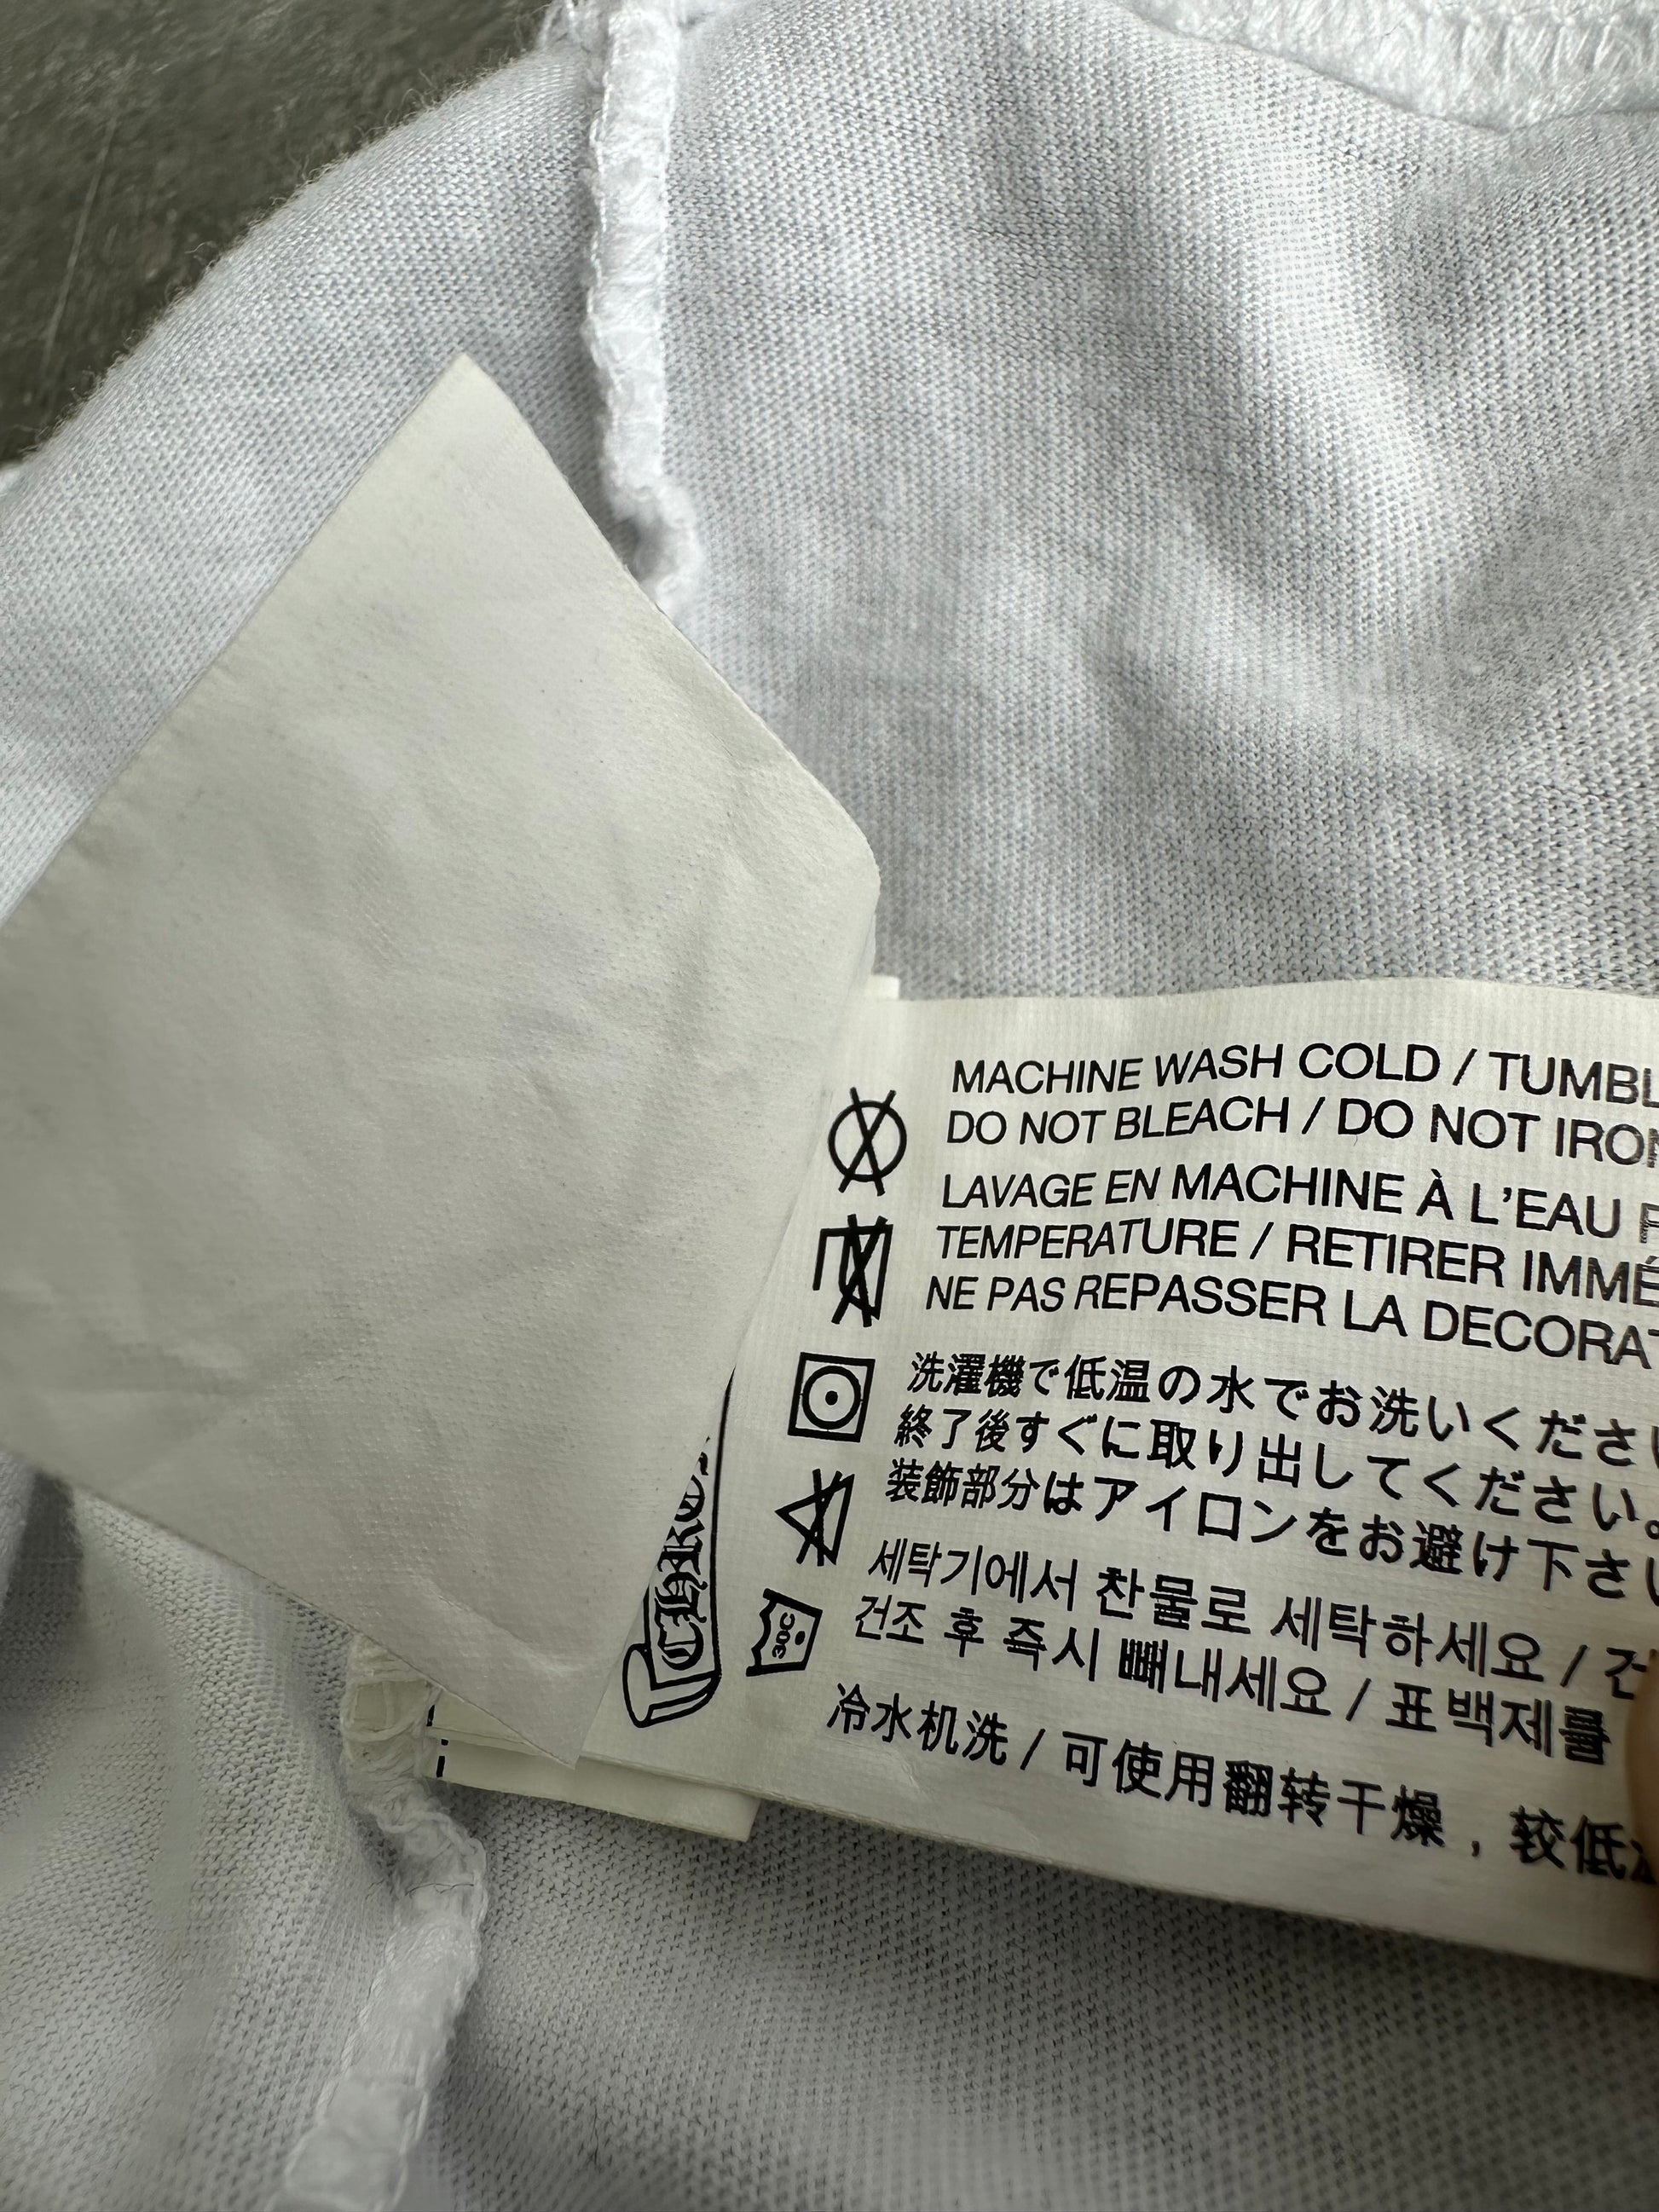 MACHINE WASH COLD / TUMBL
DO NOT BLEACH / DO NOT IRON
LAVAGE EN MACHINE À L'EAU
TEMPERATURE / RETIRER IMMÉ
NE PAS REPASSER LA DECORAT
洗濯機で低温の水でお洗いくださ
終了後すぐに取り出してください。
装飾部分はアイロンをお避け下さ
세탁기에서 찬물로 세탁하세요 / 건
건조 후 즉시 빼내세요 / 표백제를
冷水机洗 / 可使用翻转干燥，较低
30C
CHRO